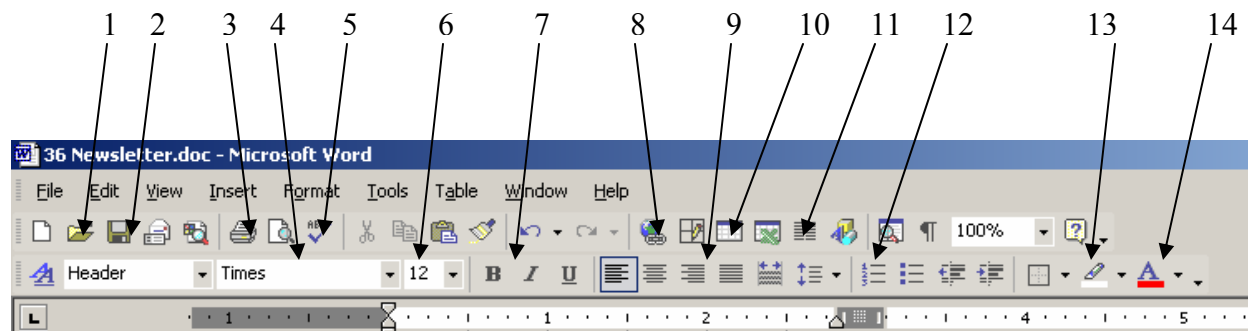 1 2 3 4 5 6 7 8 9 10 11 12 13 14
36 Newsletter.doc - Microsoft Word
File Edit View Insert Format Tools Table Window Help
100%
Header Times 12 B I U A
1 1 2 4 5